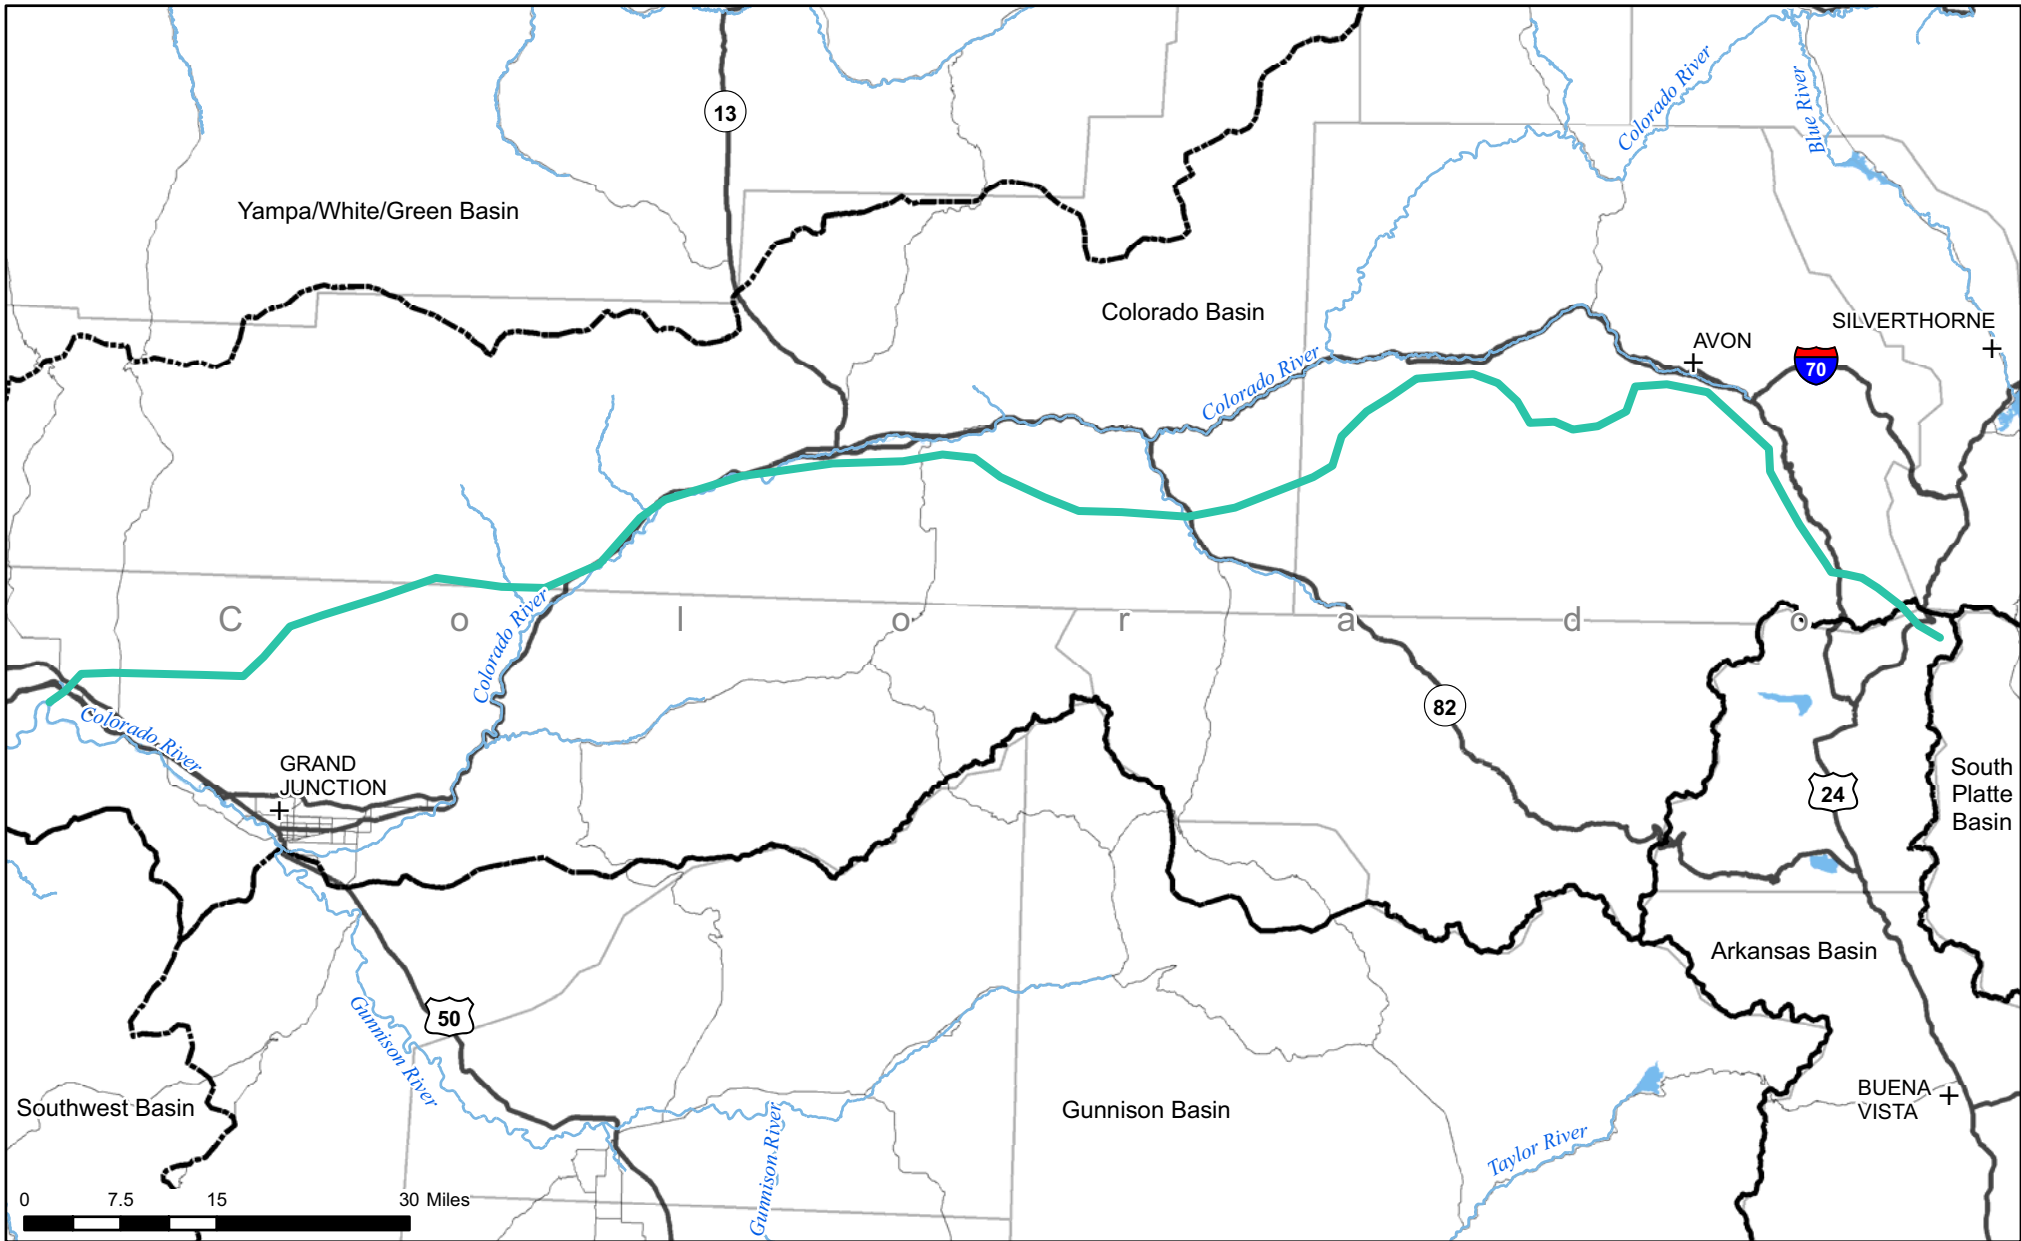 13
Colorado River
Blue River
Yampa/White/Green Basin
Colorado Basin
SILVERTHORNE
AVON
70
Colorado River
C o l o r a d o
Colorado River
Colorado River
82
GRAND
JUNCTION
24
South
Platte
Basin
Arkansas Basin
50
Gunnison River
Southwest Basin
Gunnison Basin
BUENA
VISTA
Taylor River
Gunnison River
0 7.5 15 30 Miles